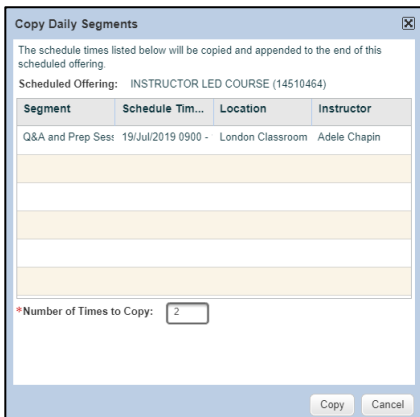 Copy Daily Segments
The schedule times listed below will be copied and appended to the end of this
scheduled offering.
Scheduled Offering: INSTRUCTOR LED COURSE (14510464)
Segment Schedule Tim... Location Instructor
Q&A and Prep Sess 19/Jul/2019 0900 - London Classroom Adele Chapin
*Number of Times to Copy: 2
Copy Cancel